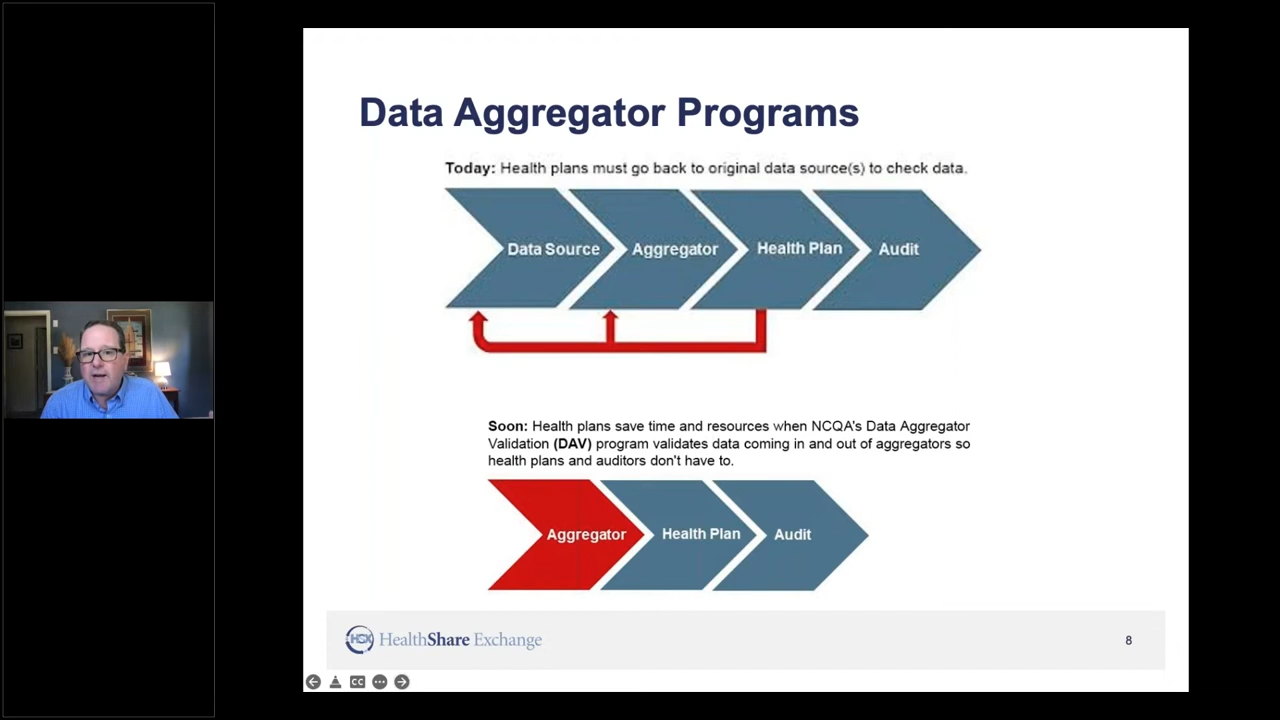 Data Aggregator Programs
Today: Health plans must go back to original data source(s) to check data.
Data Source
Aggregator
Health Plan
Audit
Soon: Health plans save time and resources when NCQA's Data Aggregator
Validation (DAV) program validates data coming in and out of aggregators so
health plans and auditors don't have to.
Aggregator
Health Plan
Audit
HSX HealthShare Exchange
8
CC